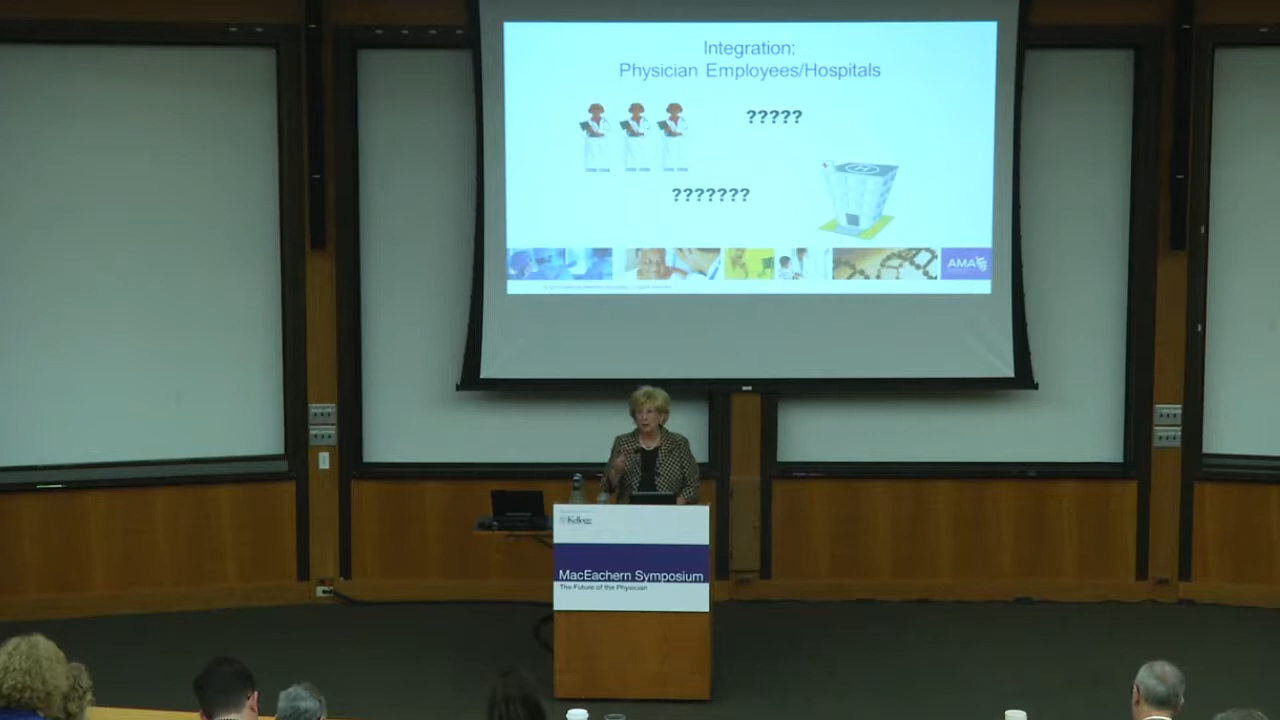 Integration:
Physician Employees/Hospitals
?????
???????
AMA
Kellogg
MacEachern Symposium
The Future of the Physician